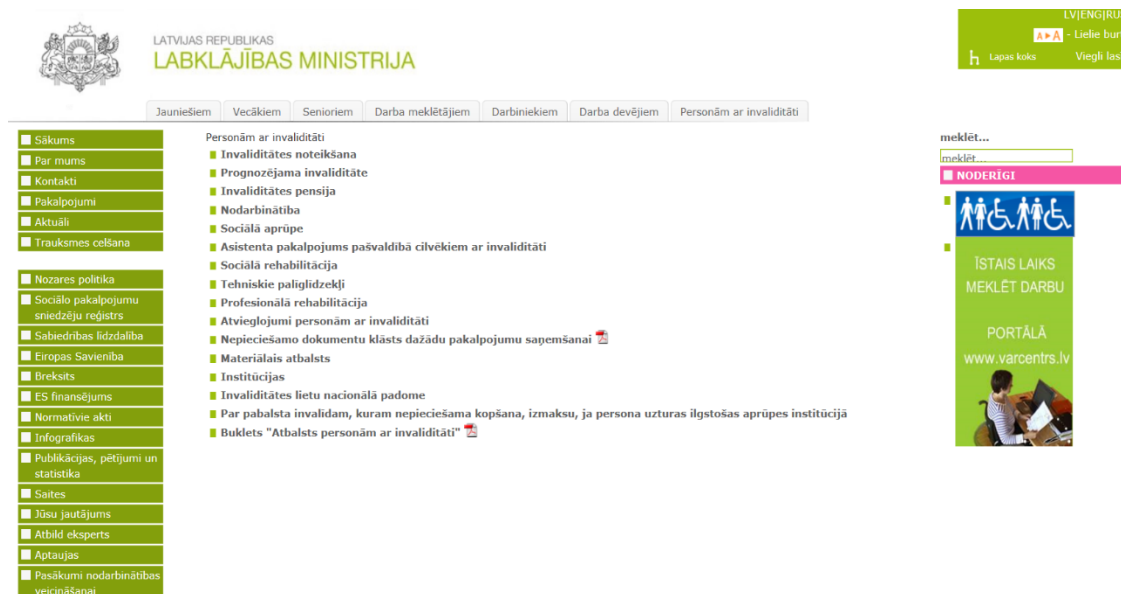 LATVIJAS REPUBLIKAS
LABKLĀJĪBAS MINISTRIJA
LV|ENG|RUS
A▸A - Lielie
Lapas koks Viegli
Jauniešiem Vecākiem Senioriem Darba meklētājiem Darbiniekiem Darba devējiem Personām ar invaliditāti
Sākums
Par mums
Kontakti
Pakalpojumi
Aktuāli
Trauksmes celšana
Nozares politika
Sociālo pakalpojumu
sniedzēju reģistrs
Sabiedrības līdzdalība
Eiropas Savienība
Breksits
ES finansējums
Normatīvie akti
Infografikas
Publikācijas, pētījumi un
statistika
Saites
Jūsu jautājums
Atbild eksperts
Aptaujas
Pasākumi nodarbinātības
veicināšanai
Personām ar invaliditāti
Invaliditātes noteikšana
Prognozējama invaliditāte
Invaliditātes pensija
Nodarbinātība
Sociālā aprūpe
Asistenta pakalpojums pašvaldībā cilvēkiem ar invaliditāti
Sociālā rehabilitācija
Tehniskie palīglīdzekļi
Profesionālā rehabilitācija
Atvieglojumi personām ar invaliditāti
Nepieciešamo dokumentu klāsts dažādu pakalpojumu saņemšanai
Materiālais atbalsts
Institūcijas
Invaliditātes lietu nacionālā padome
Par pabalsta invalīdam, kuram nepieciešama kopšana, izmaksu, ja persona uzturas ilgstošas aprūpes institūcijā
Buklets "Atbalsts personām ar invaliditāti"
meklēt...
meklēt...
NODERĪGI
ĪSTAIS LAIKS
MEKLĒT DARBU
PORTĀLĀ
www.varcentrs.lv